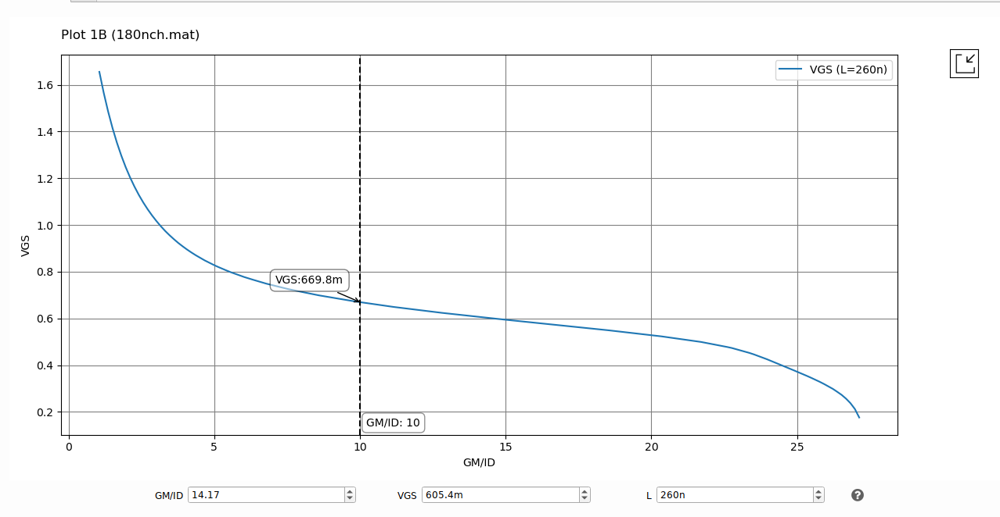 Plot 1B (180nch.mat)
VGS (L=260n)
1.6
1.4
1.2
1.0
0.8
0.6
0.4
0.2
VGS
VGS:669.8m
GM/ID: 10
0 5 10 15 20 25
GM/ID
GM/ID 14.17 VGS 605.4m L 260n ?